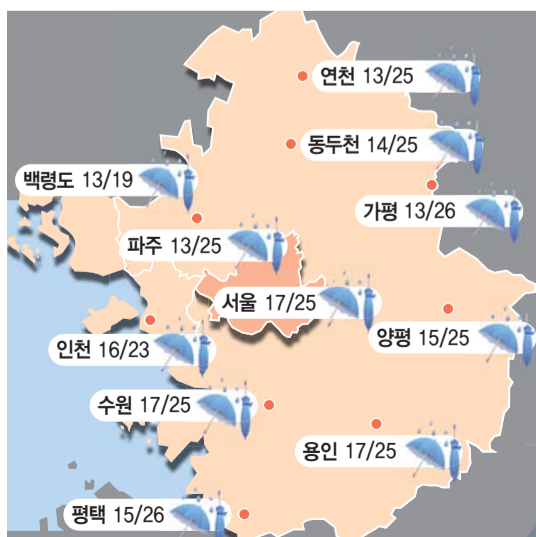 연천 13/25
동두천 14/25
백령도 13/19
가평 13/26
파주 13/25
서울 17/25
양평 15/25
인천 16/23
수원 17/25
용인 17/25
평택 15/26